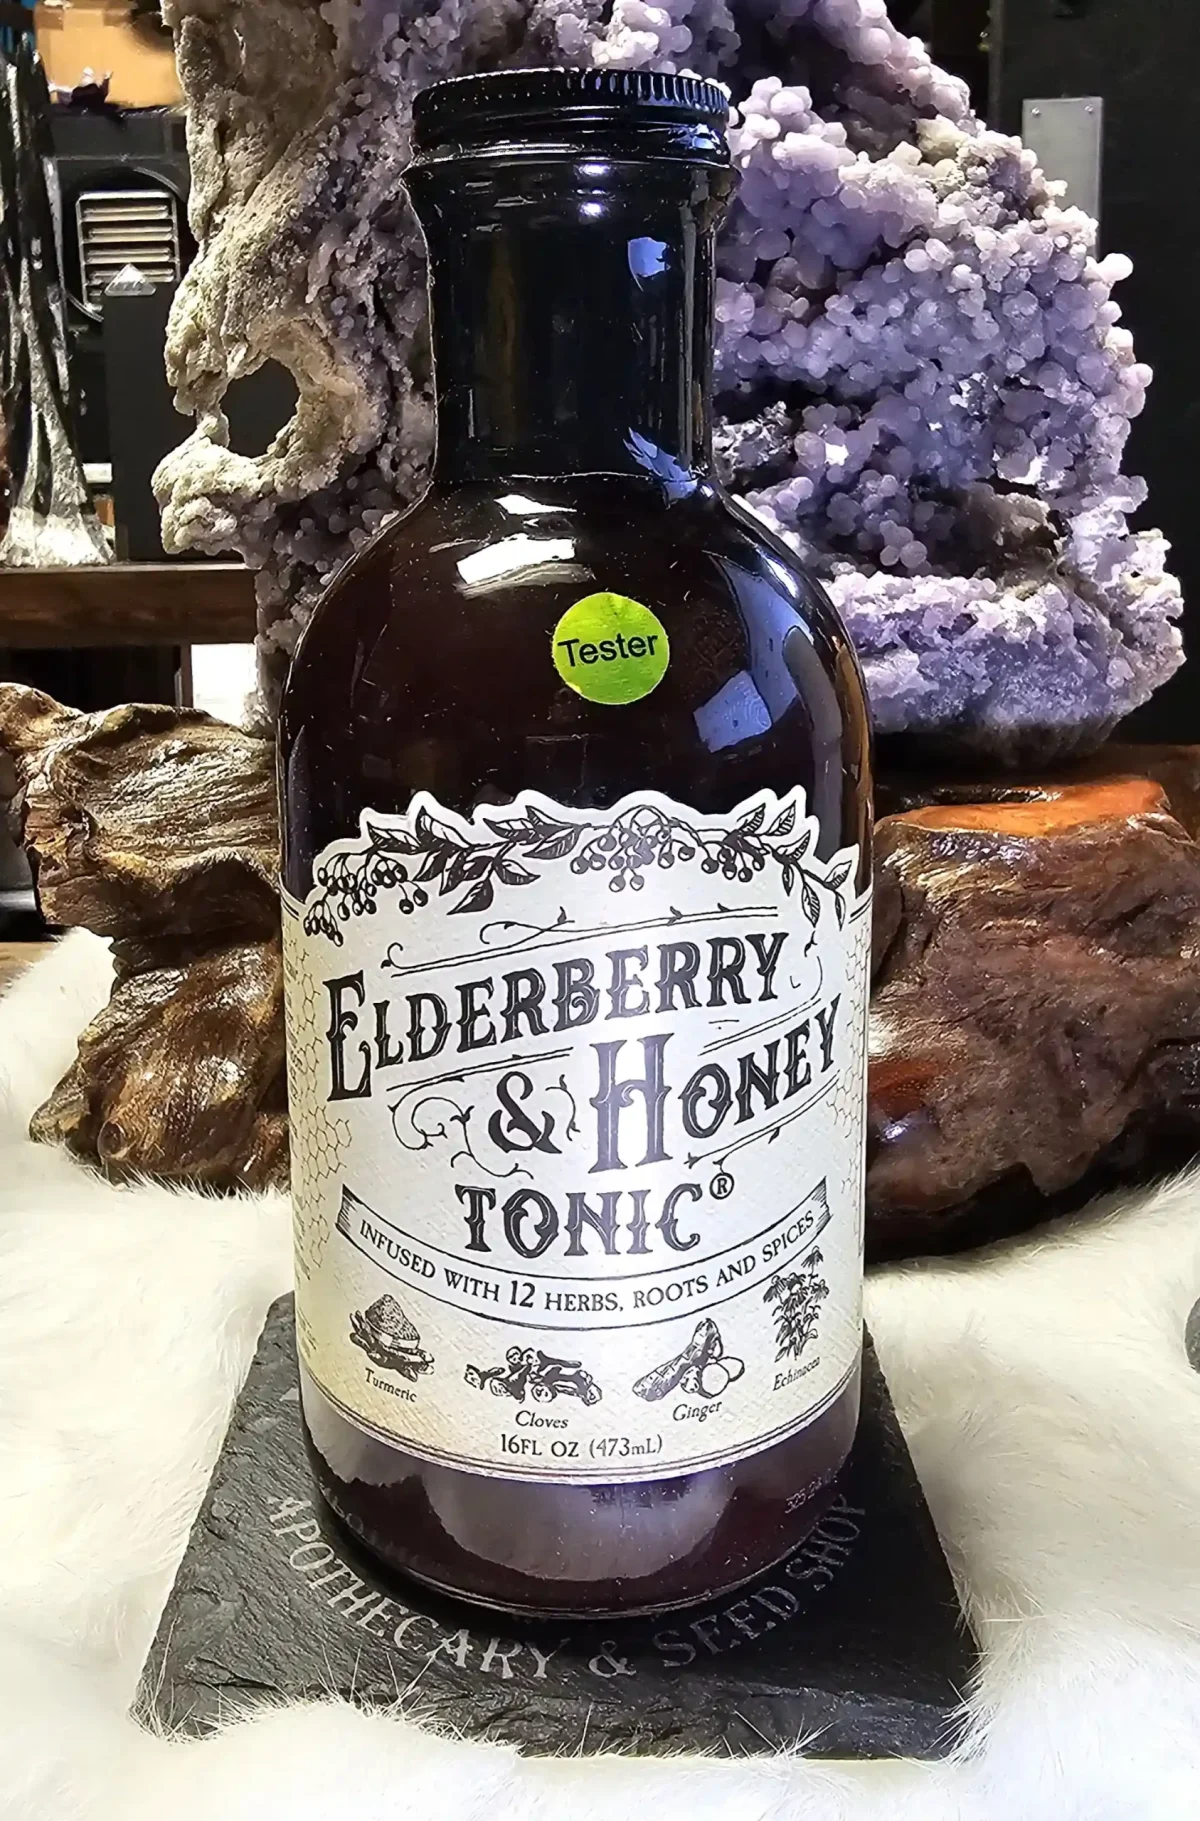 Tester
ELDERBERRY
& HONEY
TONIC®
INFUSED WITH 12 HERBS, ROOTS AND SPICES
Turmeric
Cloves
Ginger
Echinacea
16FL OZ (473mL)
APOTHECARY & SEED SHOP